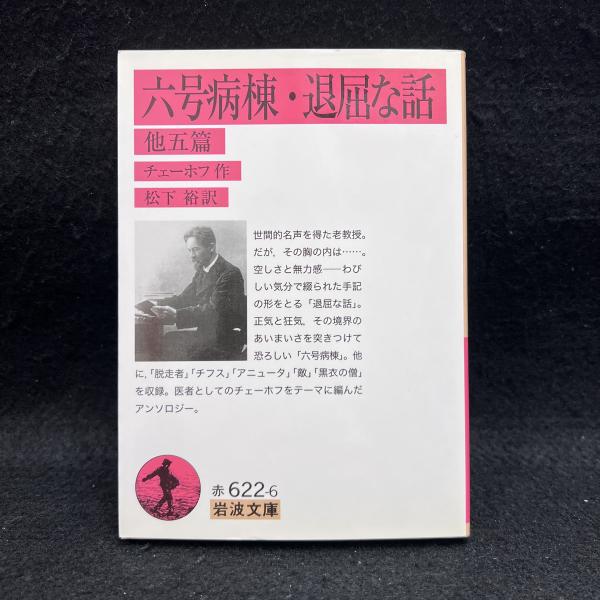 六号病棟・退屈な話
他五篇
チェーホフ作
松下 裕訳
世間的名声を得た老教授。
だが、その胸の内は……。
空しさと無力感──わび
しい気分で綴られた手記
の形をとる「退屈な話」。
正気と狂気、その境界の
あいまいさを突きつけて
恐ろしい「六号病棟」。他
に、「脱走者」「チフス」「アニュータ」「敵」「黒衣の僧」
を収録。医者としてのチェーホフをテーマに編んだ
アンソロジー。
赤 622-6
岩波文庫